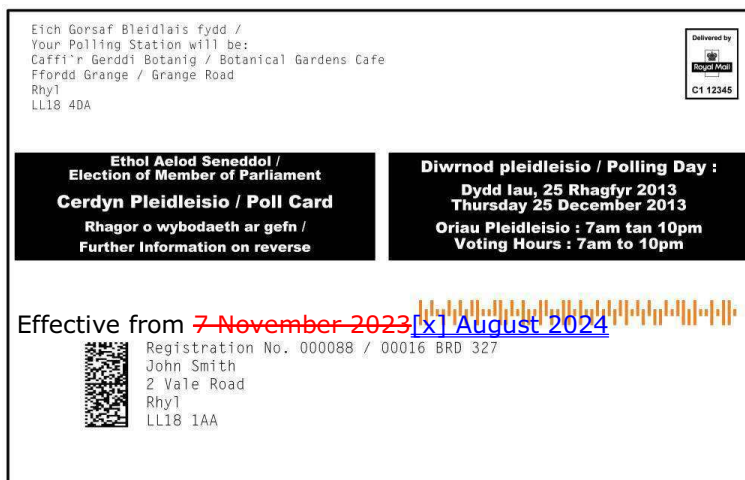 Eich Gorsaf Bleidlais fydd /
Your Polling Station will be:
Caffi`r Gerddi Botanig / Botanical Gardens Cafe
Ffordd Grange / Grange Road
Rhyl
LL18 4DA
Delivered by
Royal Mail
C1 12345
Ethol Aelod Seneddol /
Election of Member of Parliament
Cerdyn Pleidleisio / Poll Card
Rhagor o wybodaeth ar gefn /
Further Information on reverse
Diwrnod pleidleisio / Polling Day :
Dydd Iau, 25 Rhagfyr 2013
Thursday 25 December 2013
Oriau Pleidleisio : 7am tan 10pm
Voting Hours : 7am to 10pm
Effective from 7 November 2023[x] August 2024
Registration No. 000088 / 00016 BRD 327
John Smith
2 Vale Road
Rhyl
LL18 1AA